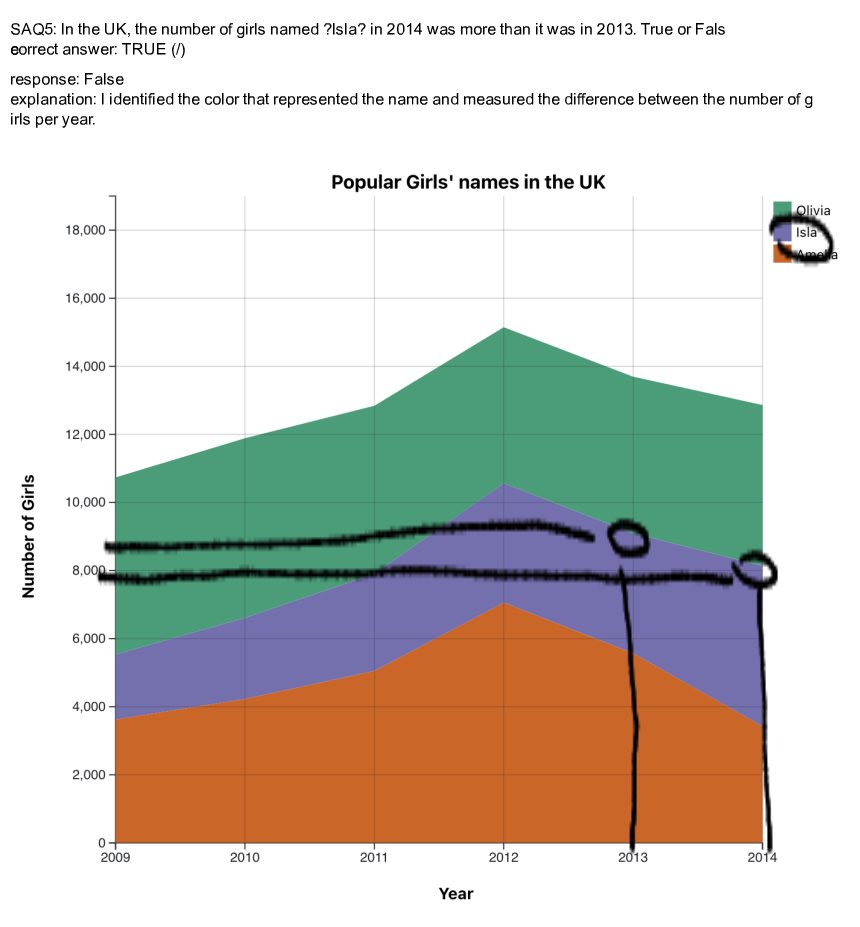 SAQ5: In the UK, the number of girls named ?Isla? in 2014 was more than it was in 2013. True or Fals
eorrect answer: TRUE (/)
response: False
explanation: I identified the color that represented the name and measured the difference between the number of g
irls per year.
Popular Girls' names in the UK
Olivia
Isla
Amelia
18,000
16,000
14,000
12,000
10,000
8,000
6,000
4,000
2,000
0
Number of Girls
2009 2010 2011 2012 2013 2014
Year